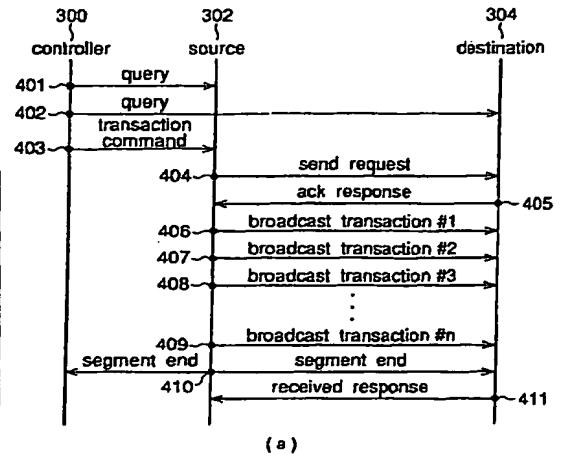 300 302 304
controller source destination
401 query
402 query
transaction
403 command
404 send request
ack response 405
406 broadcast transaction #1
407 broadcast transaction #2
408 broadcast transaction #3
409 broadcast transaction #n
segment end segment end
410 received response 411
(a)